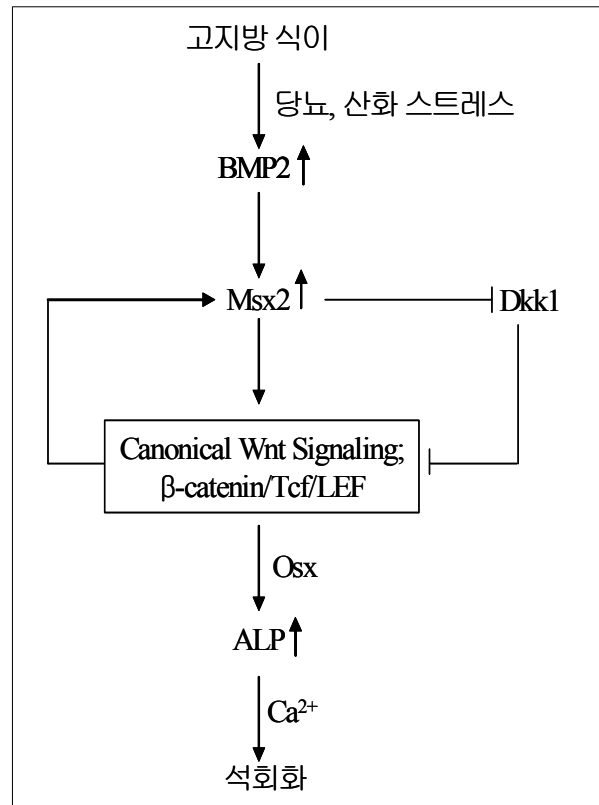 고지방 식이
당뇨, 산화 스트레스
BMP2
Msx2
Dkk1
Canonical Wnt Signaling;
β-catenin/Tcf/LEF
Osx
ALP
Ca²⁺
석회화